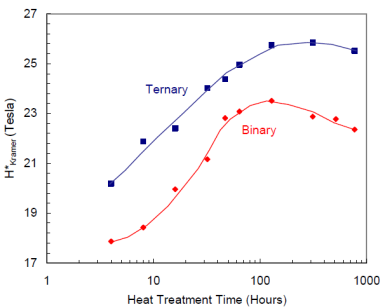 27
25
23
21
19
17
H*Kramer (Tesla)
Ternary
Binary
1 10 100 1000
Heat Treatment Time (Hours)